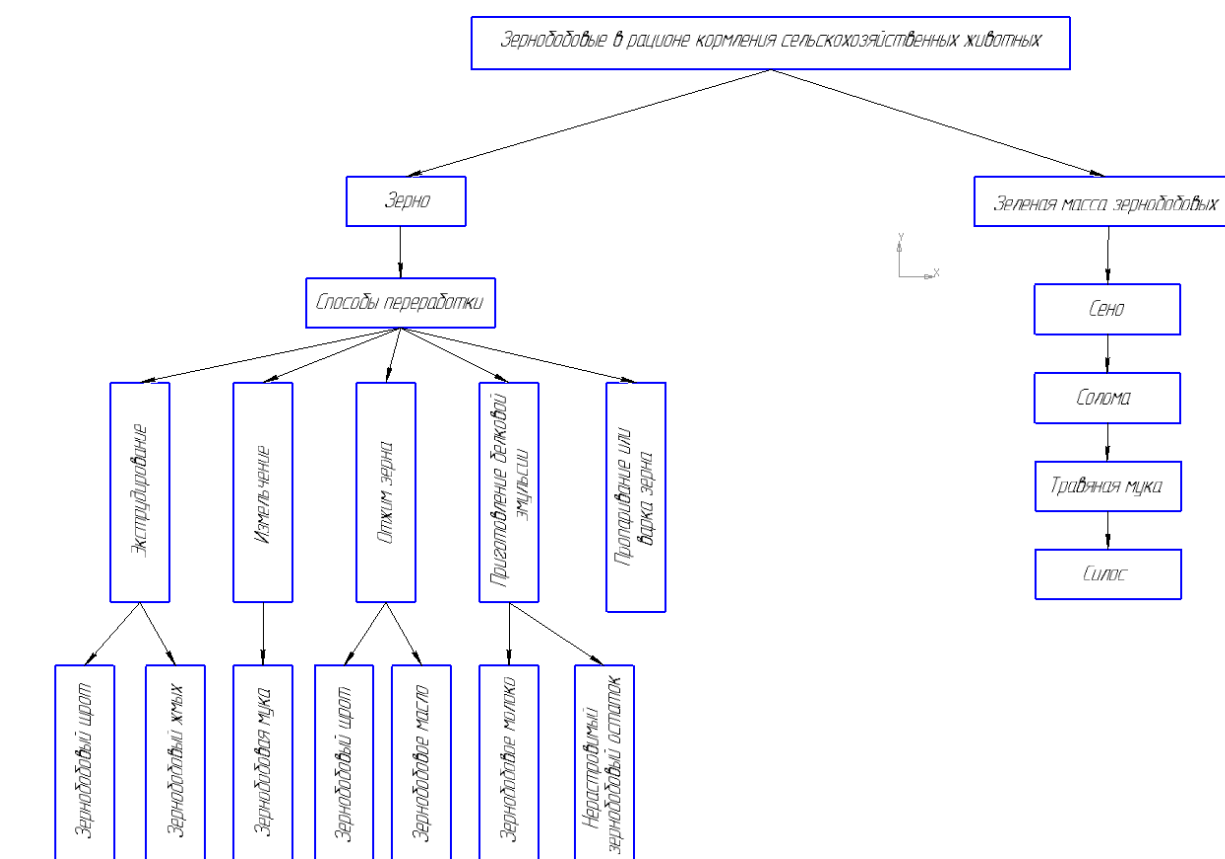 Зернобобовые в рационе кормления сельскохозяйственных животных
Зерно
Зеленая масса зернобобовых
Y
X
Способы переработки
Сено
Солома
Травяная мука
Силос
Экструдирование
Измельчение
Отжим зерна
Приготовление белковой
эмульсии
Пропаривание или
варка зерна
Зернобобовый шрот
Зернобобовый жмых
Зернобобовая мука
Зернобобовый шрот
Зернобобовое масло
Зернобобовое молоко
Нерастровимый
зернобобовый остаток